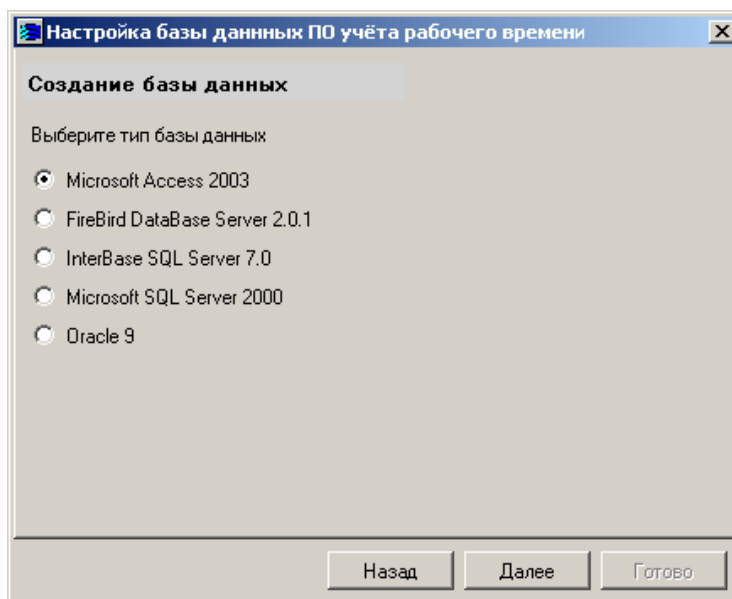 Настройка базы даннных ПО учёта рабочего времени
Создание базы данных
Выберите тип базы данных
Microsoft Access 2003
FireBird DataBase Server 2.0.1
InterBase SQL Server 7.0
Microsoft SQL Server 2000
Oracle 9
Назад Далее Готово